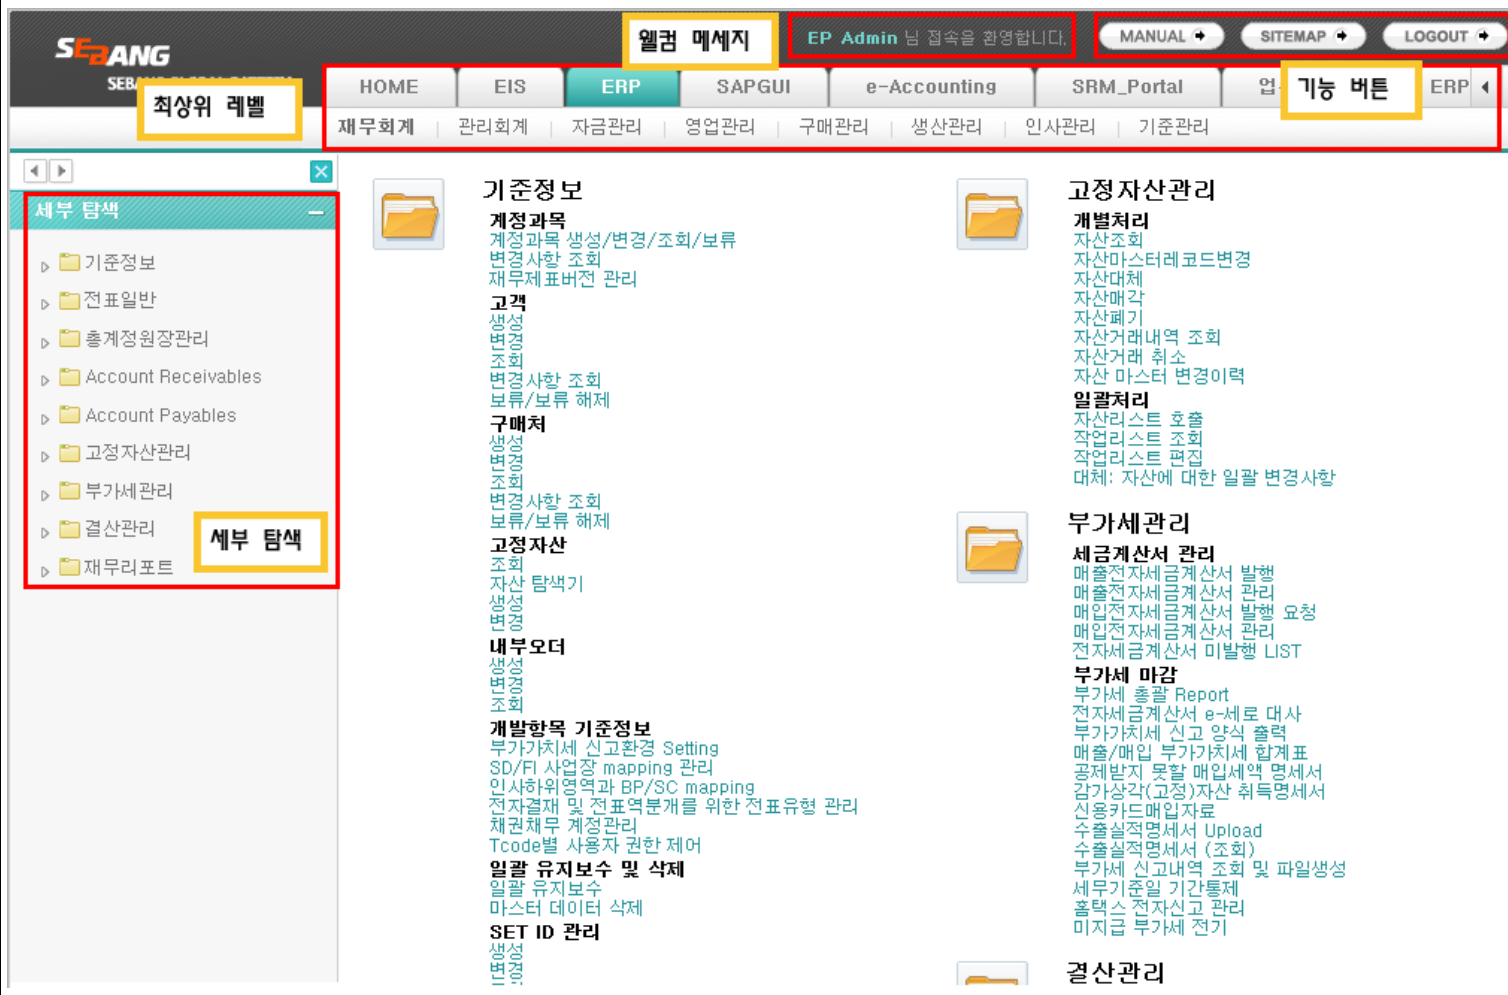 SEBANG
웰컴 메세지
EP Admin 님 접속을 환영합니다.
MANUAL
SITEMAP
LOGOUT
최상위 레벨
HOME
EIS
ERP
SAPGUI
e-Accounting
SRM_Portal
업
기능 버튼
ERP
재무회계 | 관리회계 | 자금관리 | 영업관리 | 구매관리 | 생산관리 | 인사관리 | 기준관리
세부 탐색
기준정보
전표일반
총계정원장관리
Account Receivables
Account Payables
고정자산관리
부가세관리
결산관리
재무리포트
세부 탐색
기준정보
계정과목
계정과목 생성/변경/조회/보류
변경사항 조회
재무제표버전 관리
고객
생성
변경
조회
변경사항 조회
보류/보류 해제
구매처
생성
변경
조회
변경사항 조회
보류/보류 해제
고정자산
조회
자산 탐색기
생성
변경
내부오더
생성
변경
조회
개발항목 기준정보
부가가치세 신고환경 Setting
SD/FI 사업장 mapping 관리
인사하위영역과 BP/SC mapping
전자결재 및 전표역분개를 위한 전표유형 관리
채권채무 계정관리
Tcode별 사용자 권한 제어
일괄 유지보수 및 삭제
일괄 유지보수
마스터 데이터 삭제
SET ID 관리
생성
변경
고정자산관리
개별처리
자산조회
자산마스터레코드변경
자산대체
자산매각
자산폐기
자산거래내역 조회
자산거래 취소
자산 마스터 변경이력
일괄처리
자산리스트 호출
작업리스트 조회
작업리스트 편집
대체: 자산에 대한 일괄 변경사항
부가세관리
세금계산서 관리
매출전자세금계산서 발행
매출전자세금계산서 관리
매입전자세금계산서 발행 요청
매입전자세금계산서 관리
전자세금계산서 미발행 LIST
부가세 마감
부가세 총괄 Report
전자세금계산서 e-세로 대사
부가가치세 신고 양식 출력
매출/매입 부가가치세 합계표
공제받지 못할 매입세액 명세서
감가상각(고정)자산 취득명세서
신용카드매입자료
수출실적명세서 Upload
수출실적명세서 (조회)
부가세 신고내역 조회 및 파일생성
세무기준일 기간통제
홈택스 전자신고 관리
미지급 부가세 전기
결산관리